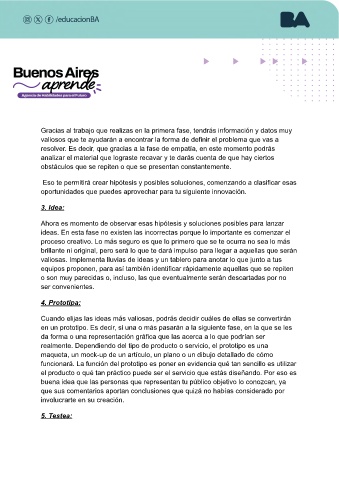 /educacionBA
BA
Buenos Aires
aprende
Agencia de Habilidades para el Futuro
Gracias al trabajo que realizas en la primera fase, tendrás información y datos muy
valiosos que te ayudarán a encontrar la forma de definir el problema que vas a
resolver. Es decir, que gracias a la fase de empatía, en este momento podrás
analizar el material que lograste recavar y te darás cuenta de que hay ciertos
obstáculos que se repiten o que se presentan constantemente.
Eso te permitirá crear hipótesis y posibles soluciones, comenzando a clasificar esas
oportunidades que puedes aprovechar para tu siguiente innovación.
3. Idea:
Ahora es momento de observar esas hipótesis y soluciones posibles para lanzar
ideas. En esta fase no existen las incorrectas porque lo importante es comenzar el
proceso creativo. Lo más seguro es que lo primero que se te ocurra no sea lo más
brillante ni original, pero será lo que te dará impulso para llegar a aquellas que serán
valiosas. Implementa lluvias de ideas y un tablero para anotar lo que junto a tus
equipos proponen, para así también identificar rápidamente aquellas que se repiten
o son muy parecidas o, incluso, las que eventualmente serán descartadas por no
ser convenientes.
4. Prototipa:
Cuando elijas las ideas más valiosas, podrás decidir cuáles de ellas se convertirán
en un prototipo. Es decir, si una o más pasarán a la siguiente fase, en la que se les
da forma o una representación gráfica que las acerca a lo que podrían ser
realmente. Dependiendo del tipo de producto o servicio, el prototipo es una
maqueta, un mock-up de un artículo, un plano o un dibujo detallado de cómo
funcionará. La función del prototipo es poner en evidencia qué tan sencillo es utilizar
el producto o qué tan práctico puede ser el servicio que estás diseñando. Por eso es
buena idea que las personas que representan tu público objetivo lo conozcan, ya
que sus comentarios aportan conclusiones que quizá no habías considerado por
involucrarte en su creación.
5. Testea: